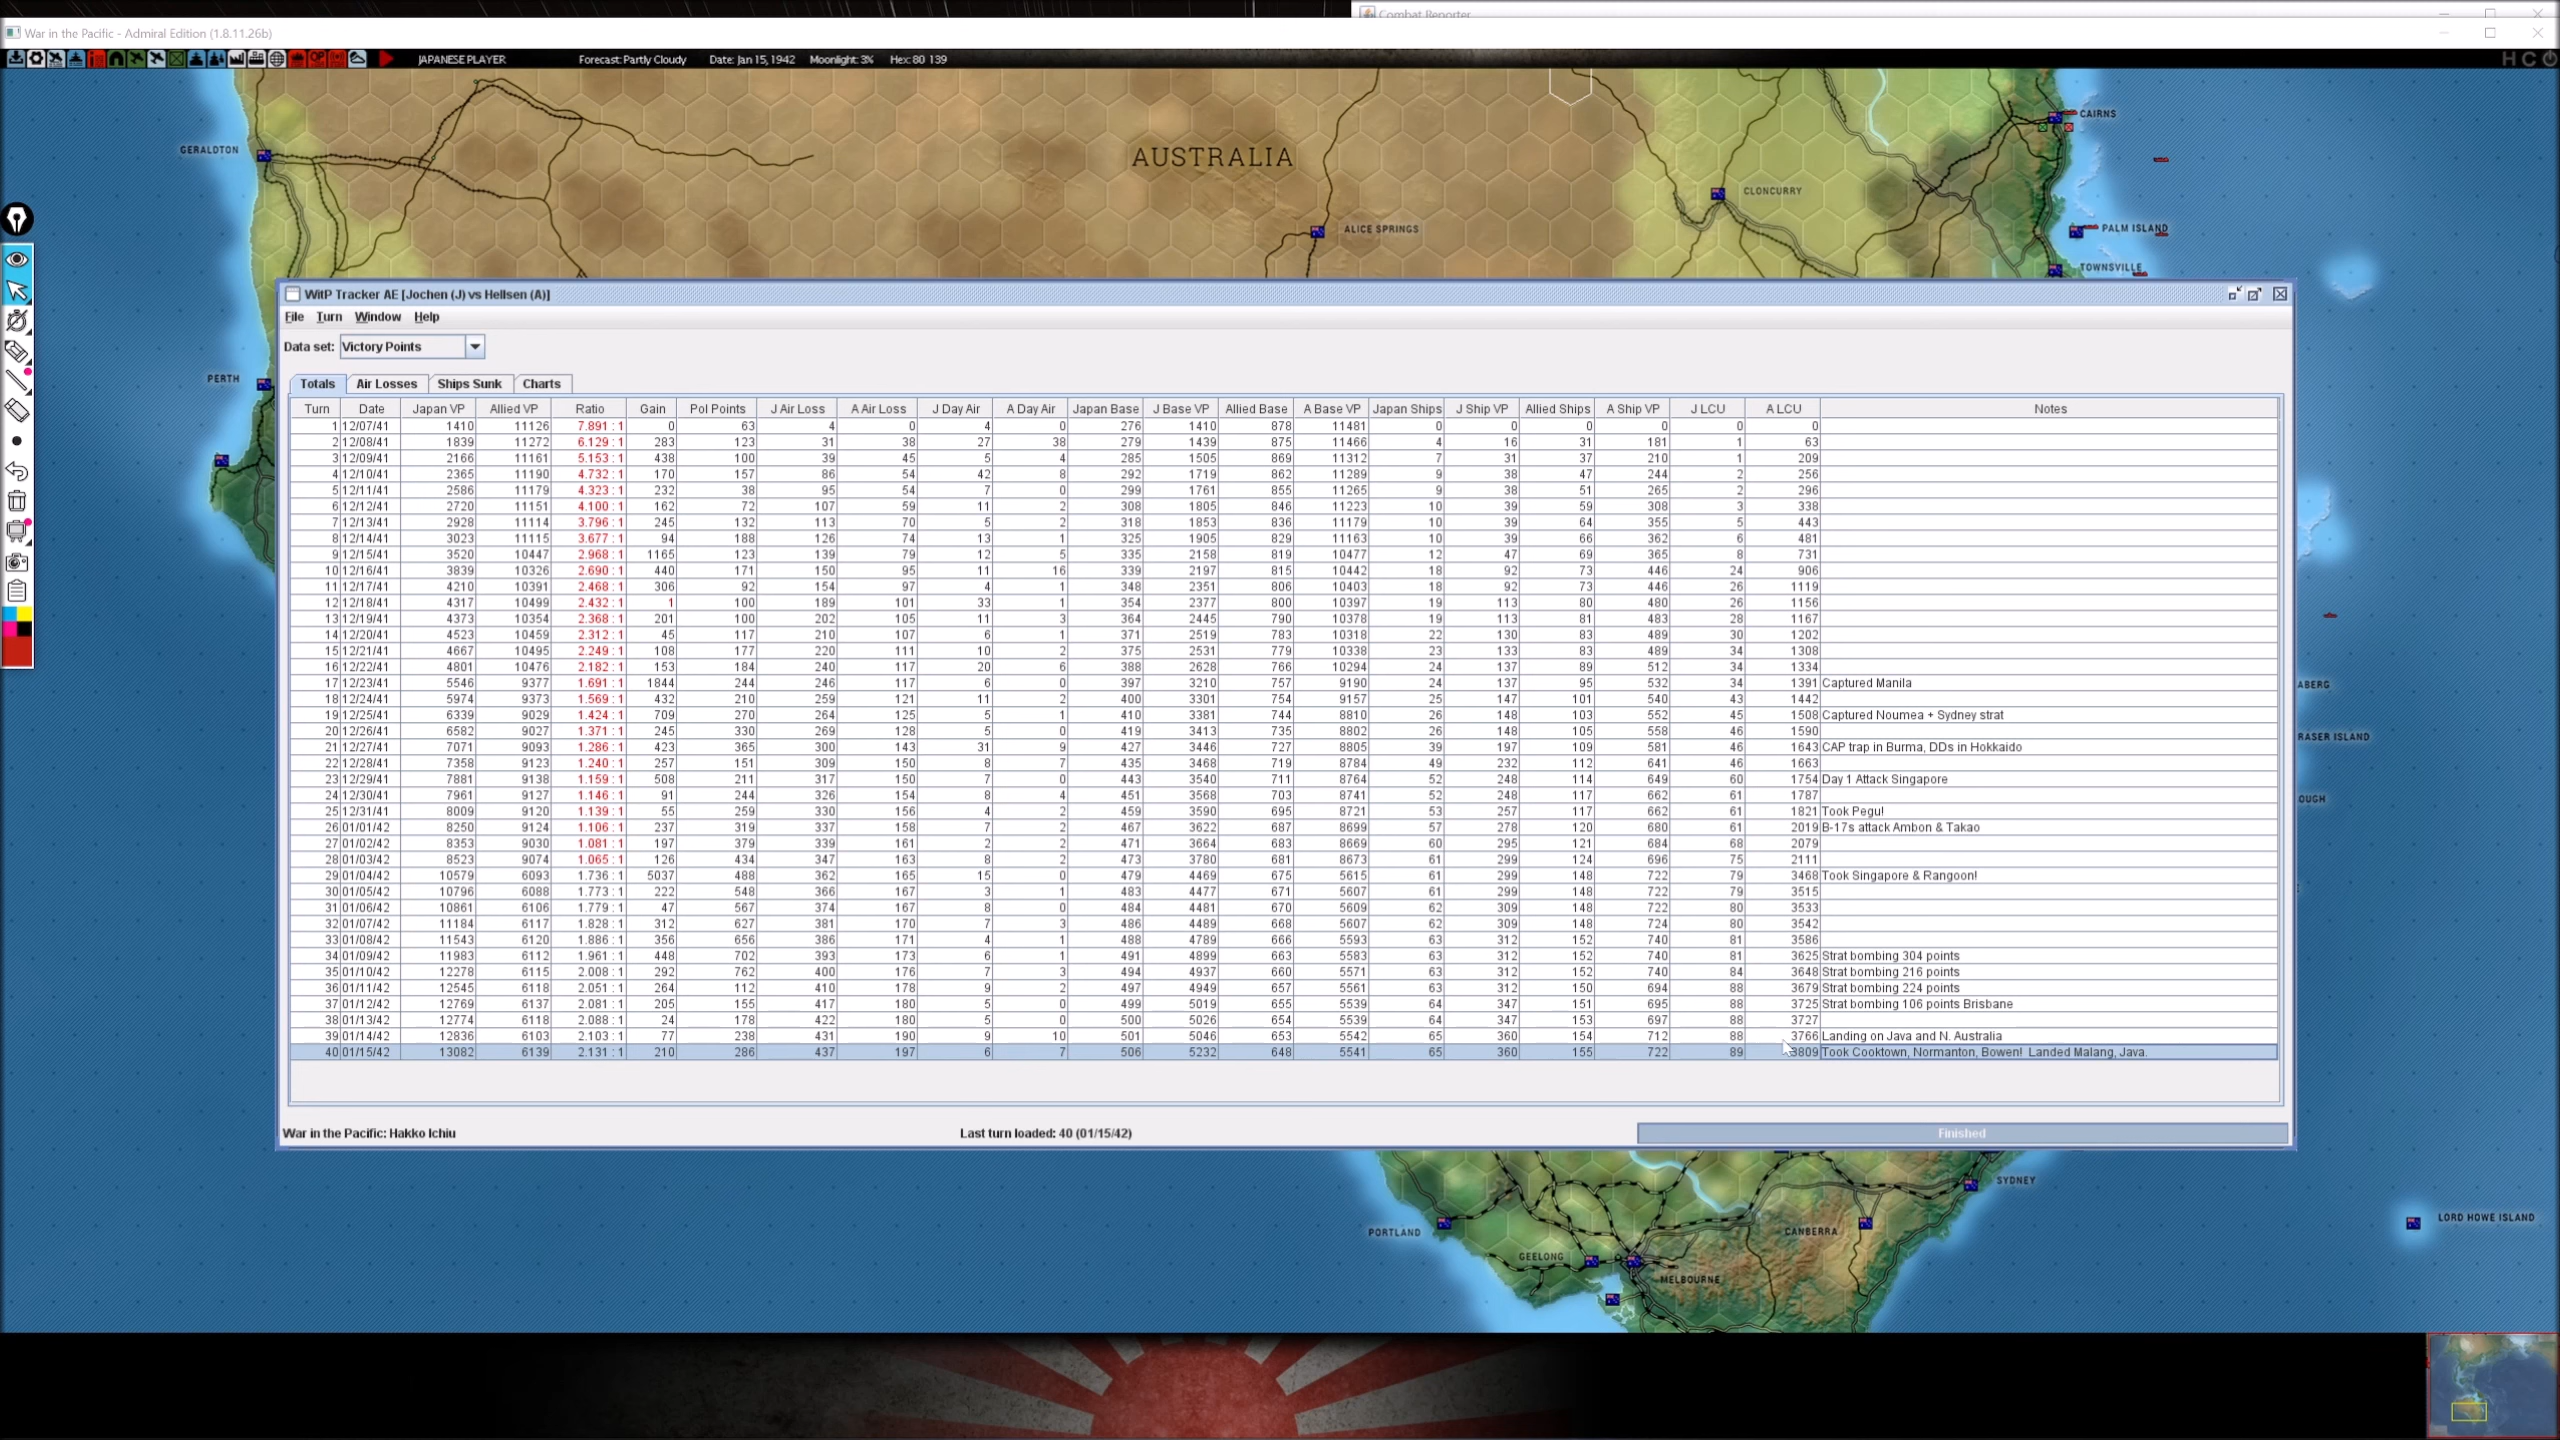 Combat Reporter
War in the Pacific - Admiral Edition (1.8.11.26b)
JAPANESE PLAYER Forecast: Partly Cloudy Date: Jan 15, 1942 Moonlight: 3% Hex: 80 139 H C
CAIRNS
GERALDTON
AUSTRALIA
CLONCURRY
ALICE SPRINGS
PALM ISLAND
TOWNSVILLE
WitP Tracker AE [Jochen (J) vs Hellsen (A)]
File Turn Window Help
Data set: Victory Points
PERTH
Totals Air Losses Ships Sunk Charts
Turn Date Japan VP Allied VP Ratio Gain Pol Points J Air Loss A Air Loss J Day Air A Day Air Japan Base J Base VP Allied Base A Base VP Japan Ships J Ship VP Allied Ships A Ship VP J LCU A LCU Notes
1 12/07/41 1410 11126 7.891 : 1 0 63 4 0 4 0 276 1410 878 11481 0 0 0 0 0 0
2 12/08/41 1839 11272 6.129 : 1 283 123 31 38 27 38 279 1439 875 11466 4 16 31 181 1 63
3 12/09/41 2166 11161 5.153 : 1 438 100 39 45 5 4 285 1505 869 11312 7 31 37 210 1 209
4 12/10/41 2365 11190 4.732 : 1 170 157 86 54 42 8 292 1719 862 11289 9 38 47 244 2 256
5 12/11/41 2586 11179 4.323 : 1 232 38 95 54 7 0 299 1761 855 11265 9 38 51 265 2 296
6 12/12/41 2720 11151 4.100 : 1 162 72 107 59 11 2 308 1805 846 11223 10 39 59 308 3 338
7 12/13/41 2928 11114 3.796 : 1 245 132 113 70 5 2 318 1853 836 11179 10 39 64 355 5 443
8 12/14/41 3023 11115 3.677 : 1 94 188 126 74 13 1 325 1905 829 11163 10 39 66 362 6 481
9 12/15/41 3520 10447 2.968 : 1 1165 123 139 79 12 5 335 2158 819 10477 12 47 69 365 8 731
10 12/16/41 3839 10326 2.690 : 1 440 171 150 95 11 16 339 2197 815 10442 18 92 73 446 24 906
11 12/17/41 4210 10391 2.468 : 1 306 92 154 97 4 1 348 2351 806 10403 18 92 73 446 26 1119
12 12/18/41 4317 10499 2.432 : 1 1 100 189 101 33 1 354 2377 800 10397 19 113 80 480 26 1156
13 12/19/41 4373 10354 2.368 : 1 201 100 202 105 11 3 364 2445 790 10378 19 113 81 483 28 1167
14 12/20/41 4523 10459 2.312 : 1 45 117 210 107 6 1 371 2519 783 10318 22 130 83 489 30 1202
15 12/21/41 4667 10495 2.249 : 1 108 177 220 111 10 2 375 2531 779 10338 23 133 83 489 34 1308
16 12/22/41 4801 10476 2.182 : 1 153 184 240 117 20 6 388 2628 766 10294 24 137 89 512 34 1334
17 12/23/41 5546 9377 1.691 : 1 1844 244 246 117 6 0 397 3210 757 9190 24 137 95 532 34 1391 Captured Manila
18 12/24/41 5974 9373 1.569 : 1 432 210 259 121 11 2 400 3301 754 9157 25 147 101 540 43 1442
19 12/25/41 6339 9029 1.424 : 1 709 270 264 125 5 1 410 3381 744 8810 26 148 103 552 45 1508 Captured Noumea + Sydney strat
20 12/26/41 6582 9027 1.371 : 1 245 330 269 128 5 0 419 3413 735 8802 26 148 105 558 46 1590
21 12/27/41 7071 9093 1.286 : 1 423 365 300 143 31 9 427 3446 727 8805 39 197 109 581 46 1643 CAP trap in Burma, DDs in Hokkaido
22 12/28/41 7358 9123 1.240 : 1 257 151 309 150 8 7 435 3468 719 8784 49 232 112 641 46 1663
23 12/29/41 7881 9138 1.159 : 1 508 211 317 150 7 0 443 3540 711 8764 52 248 114 649 60 1754 Day 1 Attack Singapore
24 12/30/41 7961 9127 1.146 : 1 91 244 326 154 8 4 451 3568 703 8741 52 248 117 662 61 1787
25 12/31/41 8009 9120 1.139 : 1 55 259 330 156 4 2 459 3590 695 8721 53 257 117 662 61 1821 Took Pegu!
26 01/01/42 8250 9124 1.106 : 1 237 319 337 158 7 2 467 3622 687 8699 57 278 120 680 61 2019 B-17s attack Ambon & Takao
27 01/02/42 8353 9030 1.081 : 1 197 379 339 161 2 2 471 3664 683 8669 60 295 121 684 68 2079
28 01/03/42 8523 9074 1.065 : 1 126 434 347 163 8 2 473 3780 681 8673 61 299 124 696 75 2111
29 01/04/42 10579 6093 1.736 : 1 5037 488 362 165 15 0 479 4469 675 5615 61 299 148 722 79 3468 Took Singapore & Rangoon!
30 01/05/42 10796 6088 1.773 : 1 222 548 366 167 3 1 483 4477 671 5607 61 299 148 722 79 3515
31 01/06/42 10861 6106 1.779 : 1 47 567 374 167 8 0 484 4481 670 5609 62 309 148 722 80 3533
32 01/07/42 11184 6117 1.828 : 1 312 627 381 170 7 3 486 4489 668 5607 62 309 148 724 80 3542
33 01/08/42 11543 6120 1.886 : 1 356 656 386 171 4 1 488 4789 666 5593 63 312 152 740 81 3586
34 01/09/42 11983 6112 1.961 : 1 448 702 393 173 6 1 491 4899 663 5583 63 312 152 740 81 3625 Strat bombing 304 points
35 01/10/42 12278 6115 2.008 : 1 292 762 400 176 7 3 494 4937 660 5571 63 312 152 740 84 3648 Strat bombing 216 points
36 01/11/42 12545 6118 2.051 : 1 264 112 410 178 9 2 497 4949 657 5561 63 312 150 694 88 3679 Strat bombing 224 points
37 01/12/42 12769 6137 2.081 : 1 205 155 417 180 5 0 499 5019 655 5539 64 347 151 695 88 3725 Strat bombing 106 points Brisbane
38 01/13/42 12774 6118 2.088 : 1 24 178 422 180 5 0 500 5026 654 5539 64 347 153 697 88 3727
39 01/14/42 12836 6103 2.103 : 1 77 238 431 190 9 10 501 5046 653 5542 65 360 154 712 88 3766 Landing on Java and N. Australia
40 01/15/42 13082 6139 2.131 : 1 210 286 437 197 6 7 506 5232 648 5541 65 360 155 722 89 3809 Took Cooktown, Normanton, Bowen! Landed Malang, Java.
ABERG
RASER ISLAND
OUGH
War in the Pacific: Hakko Ichiu Last turn loaded: 40 (01/15/42) Finished
SYDNEY
LORD HOWE ISLAND
PORTLAND
CANBERRA
GEELONG
MELBOURNE